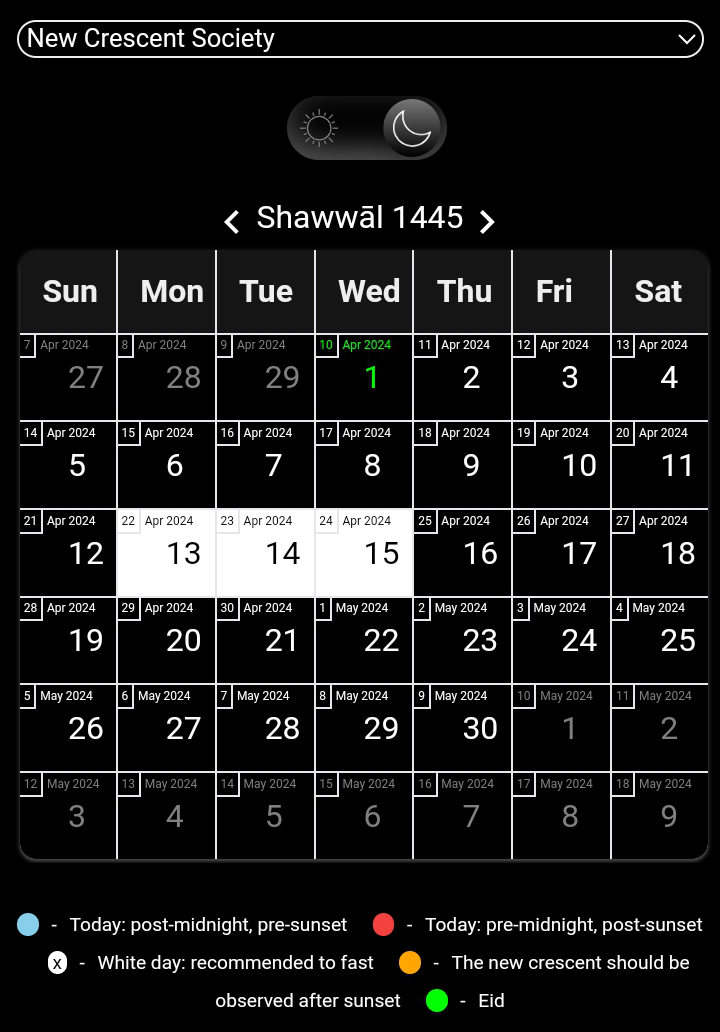 New Crescent Society
Shawwāl 1445
Sun Mon Tue Wed Thu Fri Sat
7 Apr 2024 8 Apr 2024 9 Apr 2024 10 Apr 2024 11 Apr 2024 12 Apr 2024 13 Apr 2024
27 28 29 1 2 3 4
14 Apr 2024 15 Apr 2024 16 Apr 2024 17 Apr 2024 18 Apr 2024 19 Apr 2024 20 Apr 2024
5 6 7 8 9 10 11
21 Apr 2024 22 Apr 2024 23 Apr 2024 24 Apr 2024 25 Apr 2024 26 Apr 2024 27 Apr 2024
12 13 14 15 16 17 18
28 Apr 2024 29 Apr 2024 30 Apr 2024 1 May 2024 2 May 2024 3 May 2024 4 May 2024
19 20 21 22 23 24 25
5 May 2024 6 May 2024 7 May 2024 8 May 2024 9 May 2024 10 May 2024 11 May 2024
26 27 28 29 30 1 2
12 May 2024 13 May 2024 14 May 2024 15 May 2024 16 May 2024 17 May 2024 18 May 2024
3 4 5 6 7 8 9
- Today: post-midnight, pre-sunset - Today: pre-midnight, post-sunset
x - White day: recommended to fast - The new crescent should be
observed after sunset - Eid